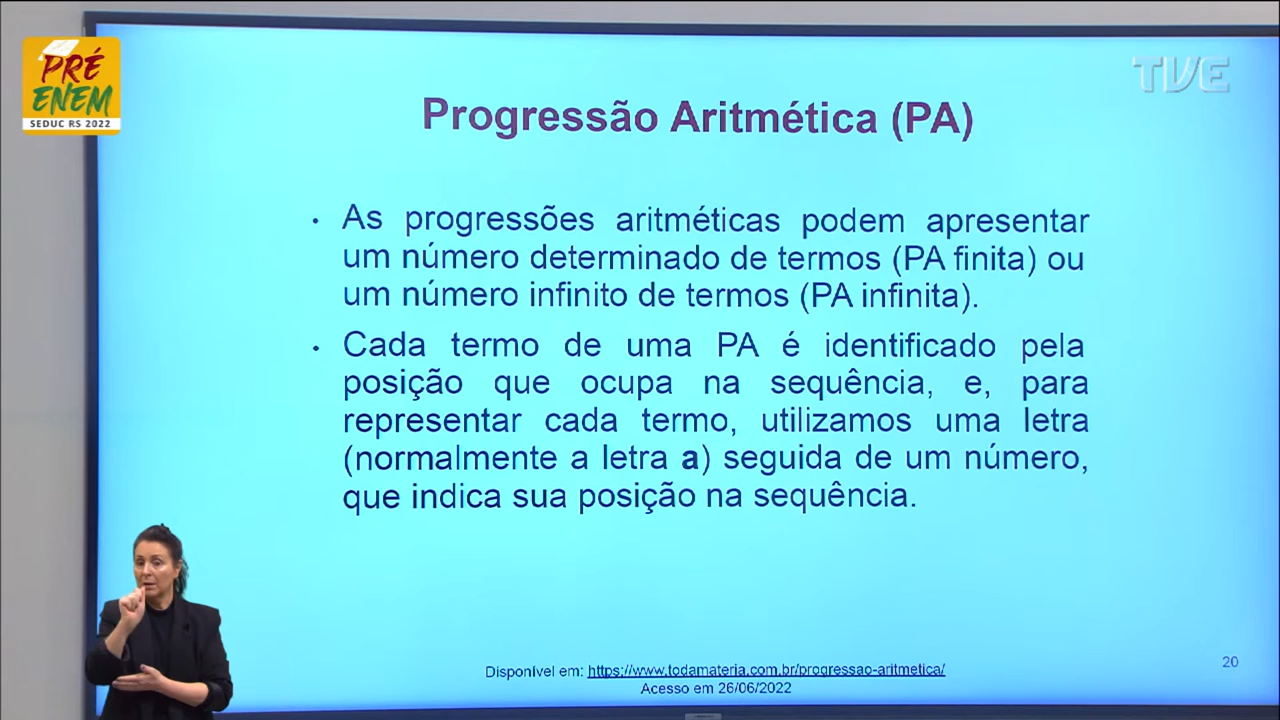 PRÉ
ENEM
SEDUC RS 2022
TVE
Progressão Aritmética (PA)
• As progressões aritméticas podem apresentar
um número determinado de termos (PA finita) ou
um número infinito de termos (PA infinita).
• Cada termo de uma PA é identificado pela
posição que ocupa na sequência, e, para
representar cada termo, utilizamos uma letra
(normalmente a letra a) seguida de um número,
que indica sua posição na sequência.
Disponível em: https://www.todamateria.com.br/progressao-aritmetica/
Acesso em 26/06/2022
20